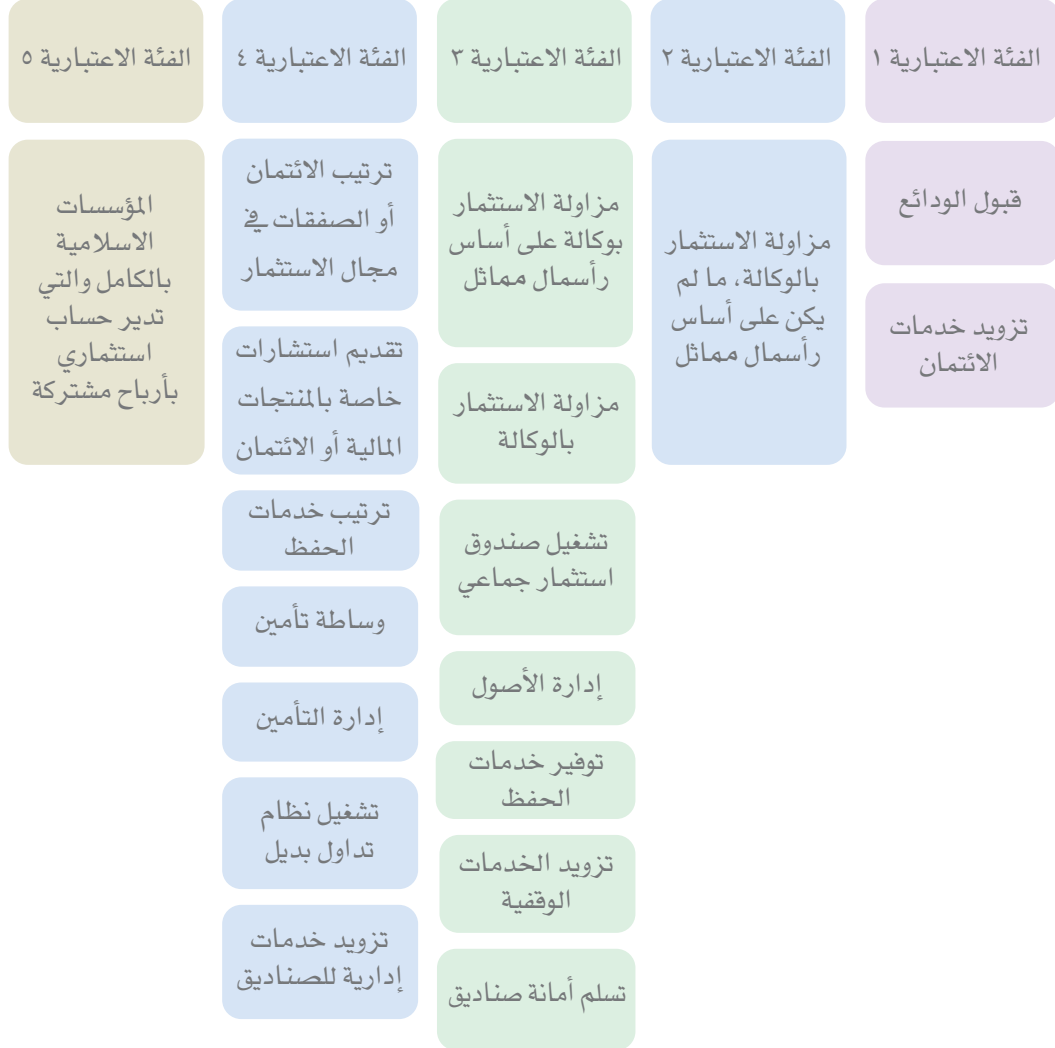 الفئة الاعتبارية ١
قبول الودائع
تزويد خدمات
الائتمان
الفئة الاعتبارية ٢
مزاولة الاستثمار
بالوكالة، ما لم
يكن على أساس
رأسمال مماثل
الفئة الاعتبارية ٣
مزاولة الاستثمار
بوكالة على أساس
رأسمال مماثل
مزاولة الاستثمار
بالوكالة
تشغيل صندوق
استثمار جماعي
إدارة الأصول
توفير خدمات
الحفظ
تزويد الخدمات
الوقفية
تسلم أمانة صناديق
الفئة الاعتبارية ٤
ترتيب الائتمان
أو الصفقات في
مجال الاستثمار
تقديم استشارات
خاصة بالمنتجات
المالية أو الائتمان
ترتيب خدمات
الحفظ
وساطة تأمين
إدارة التأمين
تشغيل نظام
تداول بديل
تزويد خدمات
إدارية للصناديق
الفئة الاعتبارية ٥
المؤسسات
الاسلامية
بالكامل والتي
تدير حساب
استثماري
بأرباح مشتركة